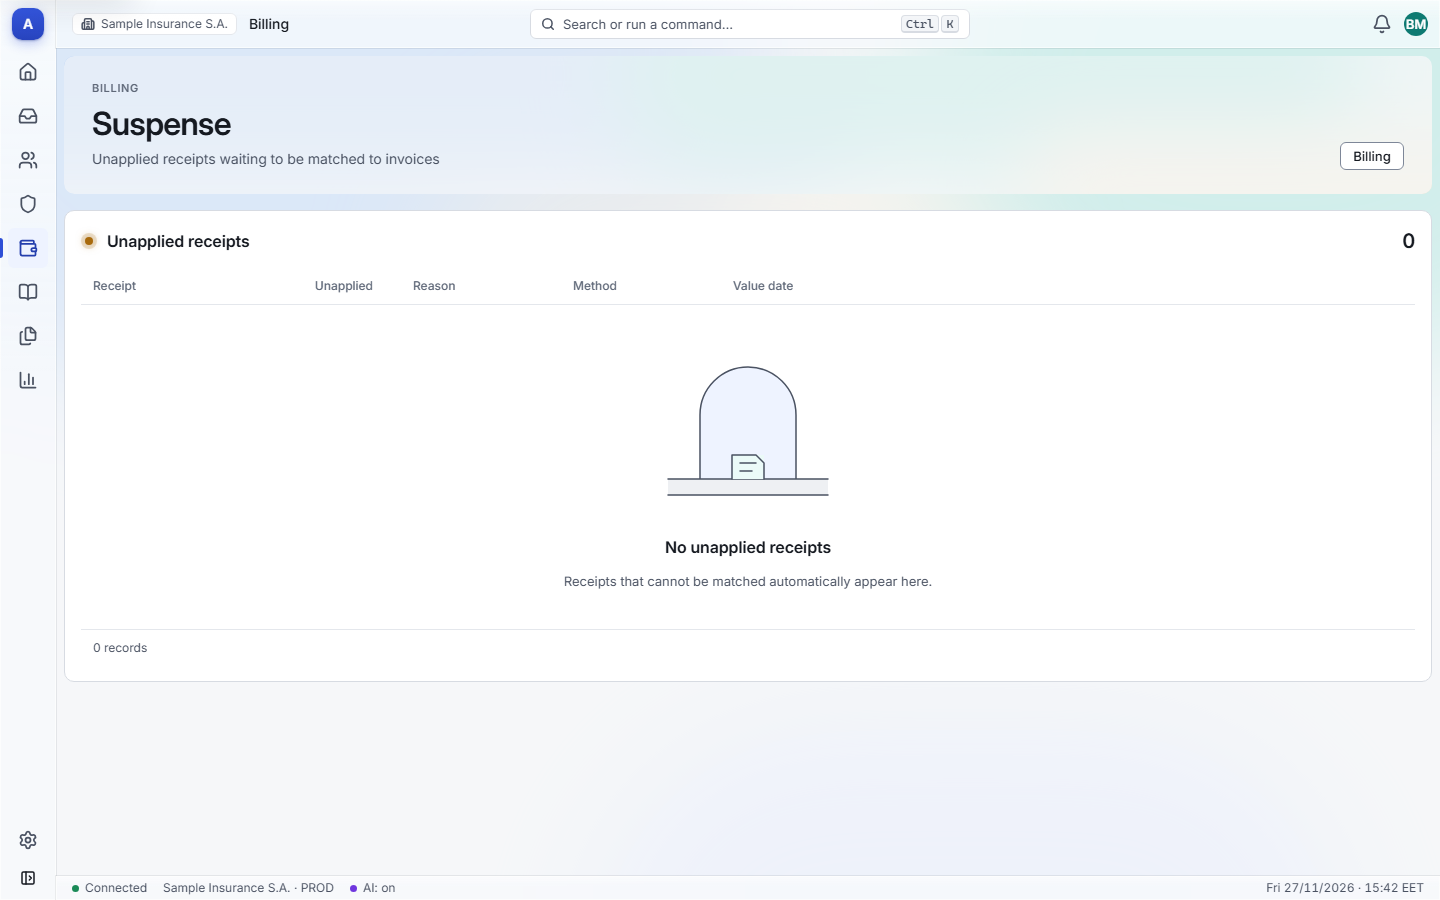 A
Sample Insurance S.A.
Billing
Search or run a command...
Ctrl K
BM
BILLING
Suspense
Unapplied receipts waiting to be matched to invoices
Billing
Unapplied receipts
0
Receipt Unapplied Reason Method Value date
No unapplied receipts
Receipts that cannot be matched automatically appear here.
0 records
Connected Sample Insurance S.A. · PROD AI: on Fri 27/11/2026 · 15:42 EET